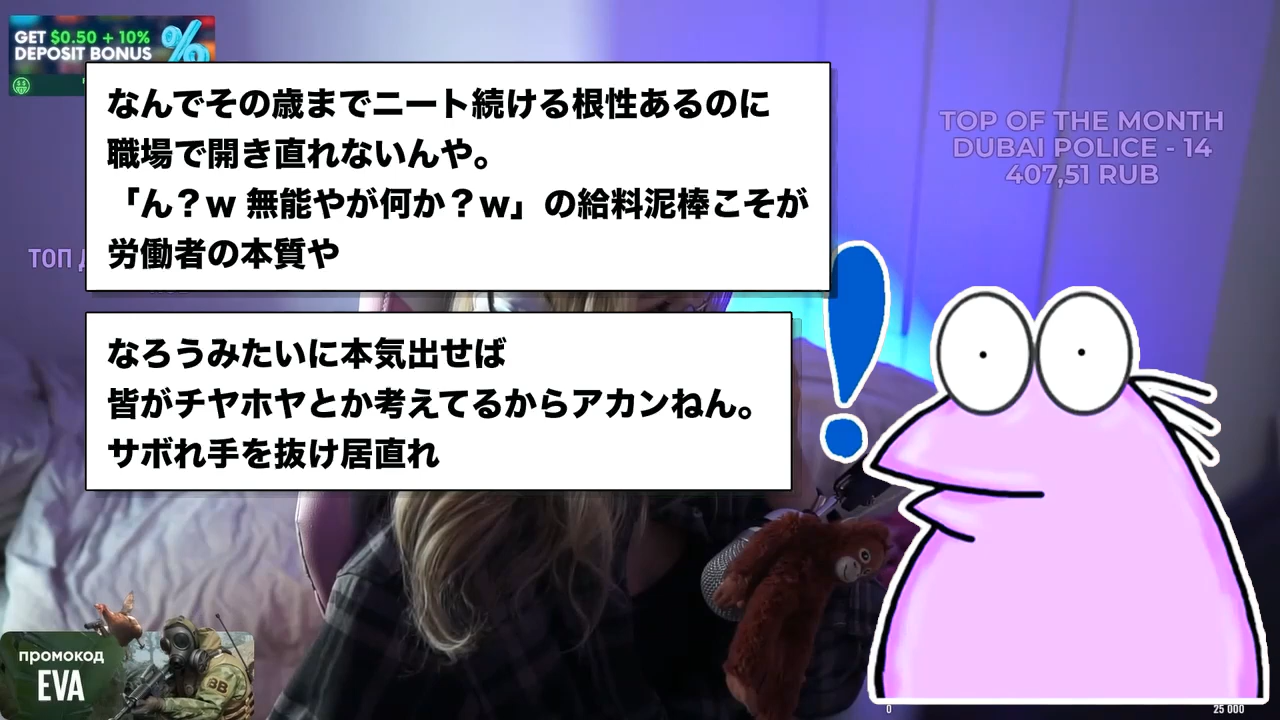 GET $0.50 + 10%
DEPOSIT BONUS
%
なんでその歳までニート続ける根性あるのに
職場で開き直れないんや。
「ん？w 無能やが何か？w」の給料泥棒こそが
労働者の本質や
TOP OF THE MONTH
DUBAI POLICE - 14
407,51 RUB
ТОП
なろうみたいに本気出せば
皆がチヤホヤとか考えてるからアカンねん。
サボれ手を抜け居直れ
!
промокод
EVA
BB
0
25 000